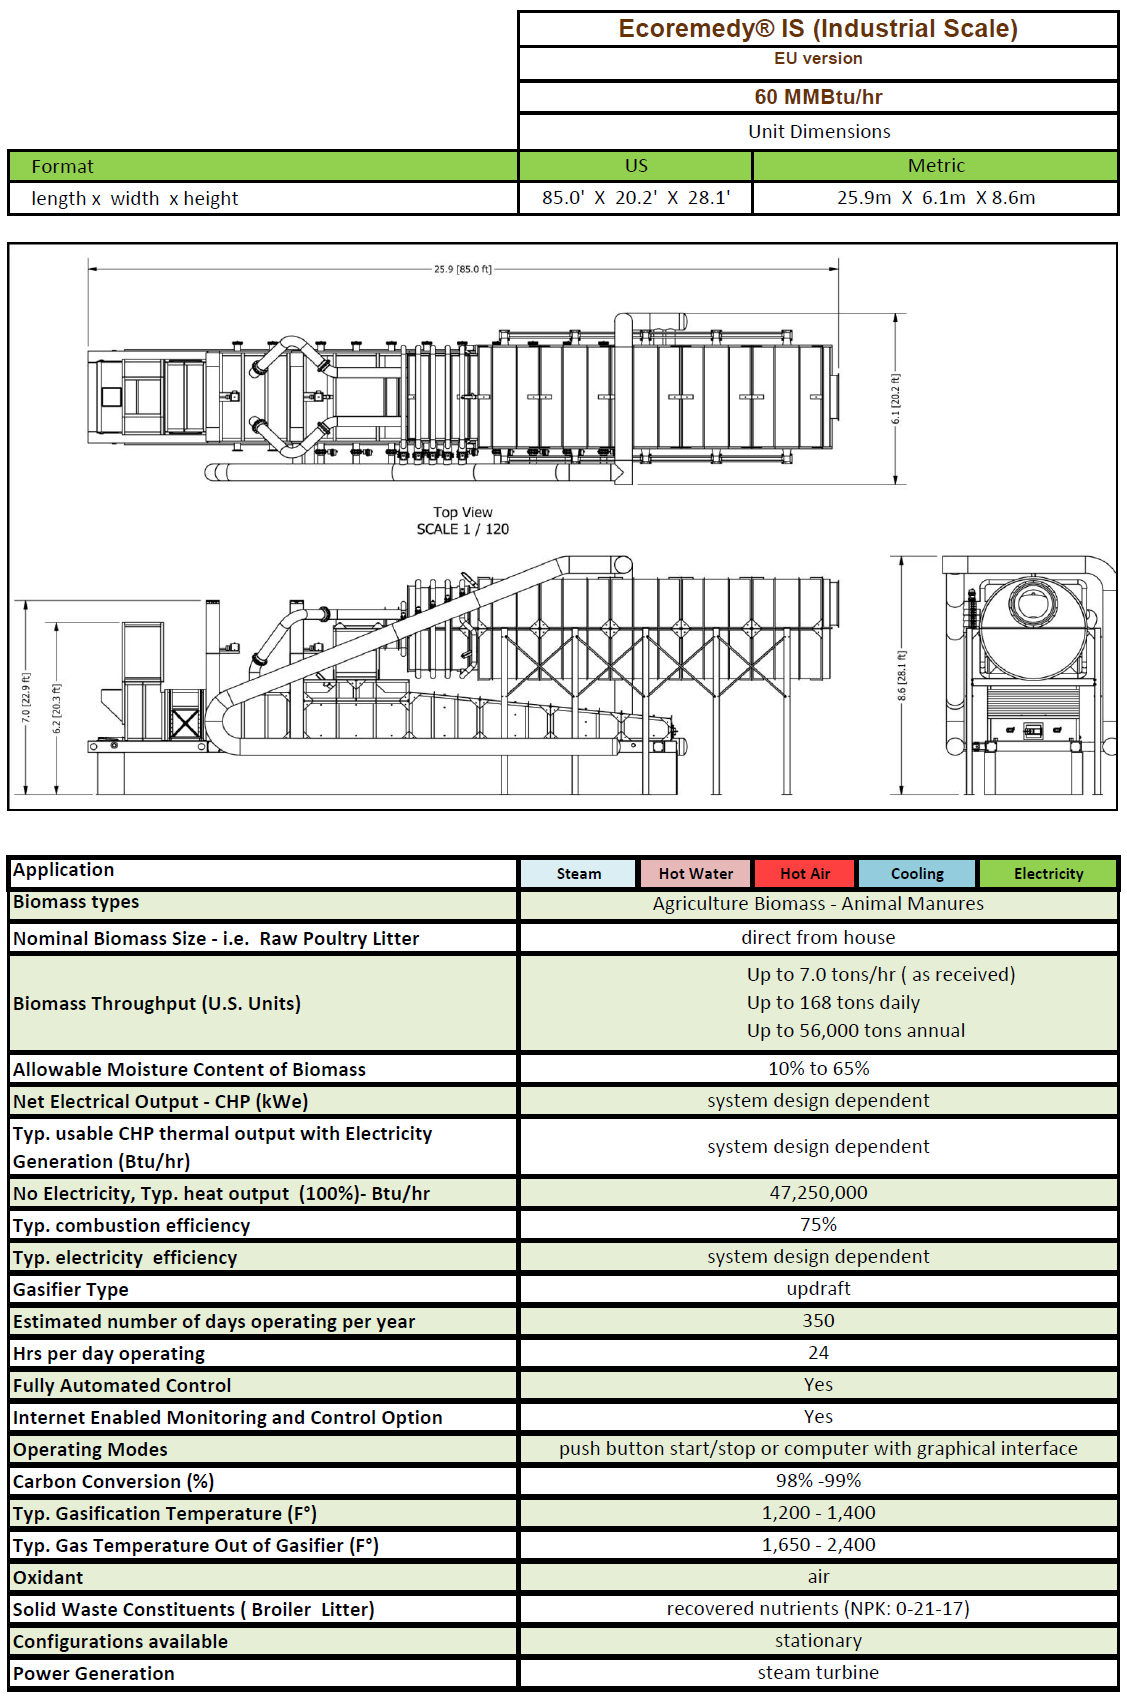 Ecoremedy® IS (Industrial Scale)
EU version
60 MMBtu/hr
Unit Dimensions
Format US Metric
length x  width  x height 85.0'  X  20.2'  X  28.1' 25.9m  X  6.1m  X 8.6m
25.9 [85.0 ft]
6.1 [20.2 ft]
Top View
SCALE 1 / 120
7.0 [22.9 ft]
6.2 [20.3 ft]
8.6 [28.1 ft]
Application Steam Hot Water Hot Air Cooling Electricity
Biomass types Agriculture Biomass - Animal Manures
Nominal Biomass Size - i.e.  Raw Poultry Litter direct from house
Biomass Throughput (U.S. Units)
Up to 7.0 tons/hr ( as received)
Up to 168 tons daily
Up to 56,000 tons annual
Allowable Moisture Content of Biomass 10% to 65%
Net Electrical Output - CHP (kWe) system design dependent
Typ. usable CHP thermal output with Electricity
Generation (Btu/hr)
system design dependent
No Electricity, Typ. heat output  (100%)- Btu/hr 47,250,000
Typ. combustion efficiency 75%
Typ. electricity  efficiency system design dependent
Gasifier Type updraft
Estimated number of days operating per year 350
Hrs per day operating 24
Fully Automated Control Yes
Internet Enabled Monitoring and Control Option Yes
Operating Modes push button start/stop or computer with graphical interface
Carbon Conversion (%) 98% -99%
Typ. Gasification Temperature (F°) 1,200 - 1,400
Typ. Gas Temperature Out of Gasifier (F°) 1,650 - 2,400
Oxidant air
Solid Waste Constituents ( Broiler  Litter) recovered nutrients (NPK: 0-21-17)
Configurations available stationary
Power Generation steam turbine